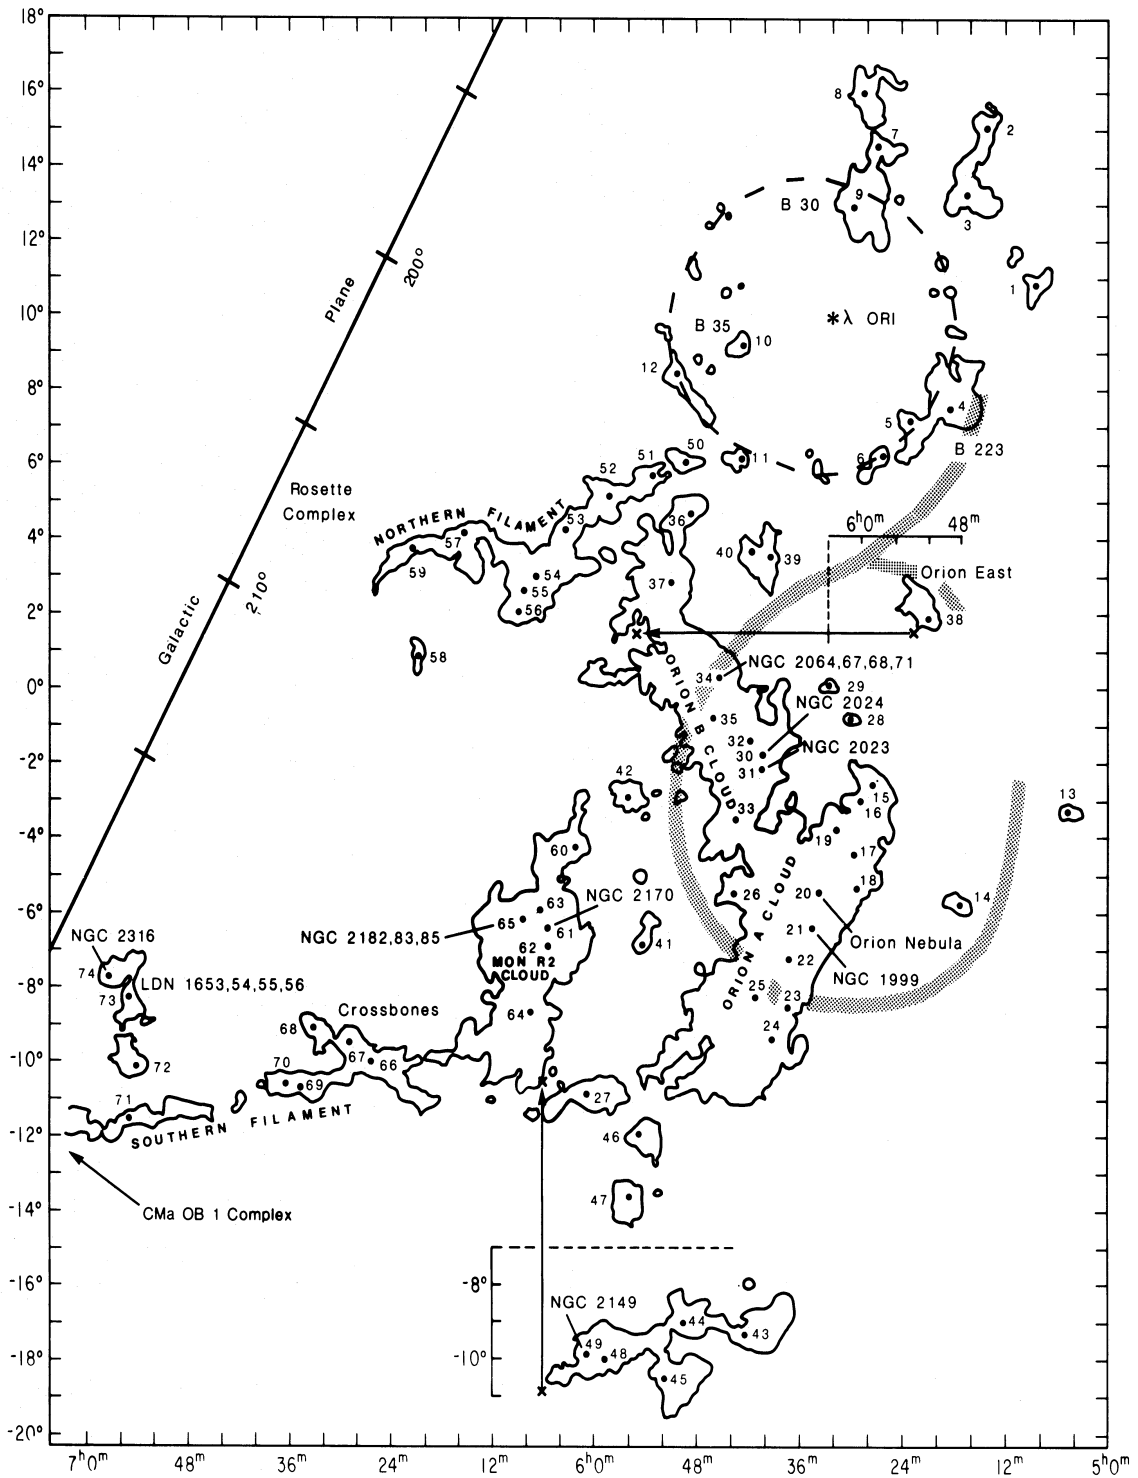 18°
16°
14°
12°
10°
8°
6°
4°
2°
0°
-2°
-4°
-6°
-8°
-10°
-12°
-14°
-16°
-18°
-20°
8
7
2
9
B 30
3
1
200°
Plane
*λ ORI
B 35
10
12
4
5
6
11
B 223
50
51
52
Rosette
Complex
NORTHERN FILAMENT
53
57
59
54
55
56
36
37
40
39
6h0m
48m
Orion East
38
210°
Galactic
58
34
NGC 2064,67,68,71
ORION B CLOUD
29
NGC 2024
28
35
32
30
31
NGC 2023
33
42
13
15
16
19
17
18
60
26
20
14
63
NGC 2170
65
61
NGC 2182,83,85
62
MON R2
CLOUD
41
21
Orion Nebula
22
NGC 1999
ORION A CLOUD
NGC 2316
74
LDN 1653,54,55,56
73
25
23
64
24
Crossbones
68
67
66
72
70
69
71
27
SOUTHERN FILAMENT
46
47
CMa OB 1 Complex
-8°
-10°
NGC 2149
44
43
49
48
45
7h0m
48m
36m
24m
12m
6h0m
48m
36m
24m
12m
5h0m